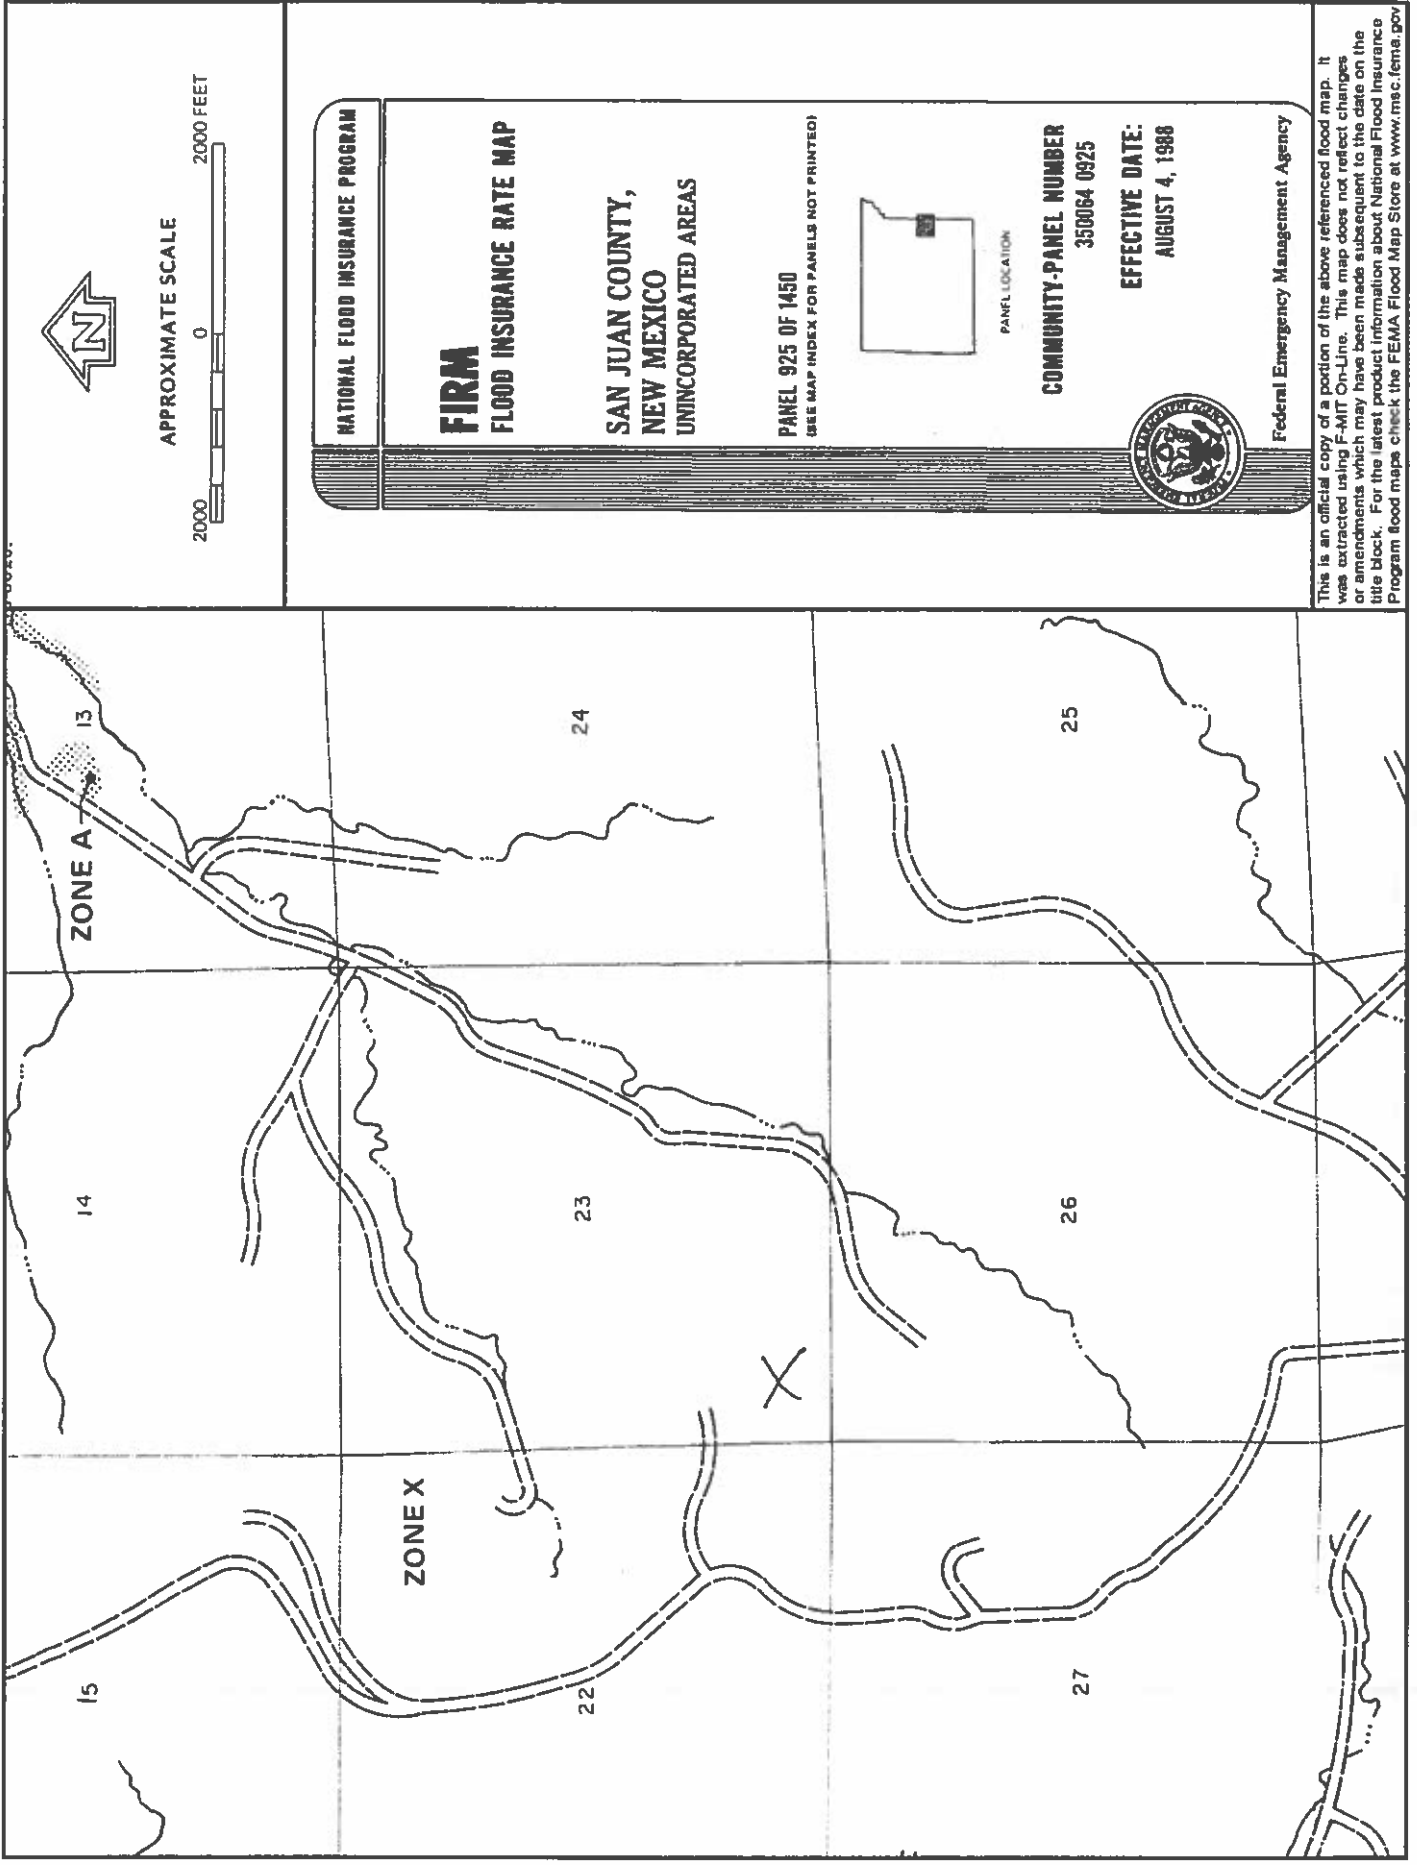 ZONE A
13
14
15
ZONE X
24
23
22
25
26
27
X
N
APPROXIMATE SCALE
2000 0 2000 FEET
NATIONAL FLOOD INSURANCE PROGRAM
FIRM
FLOOD INSURANCE RATE MAP
SAN JUAN COUNTY,
NEW MEXICO
UNINCORPORATED AREAS
PANEL 925 OF 1450
(SEE MAP INDEX FOR PANELS NOT PRINTED)
PANEL LOCATION
COMMUNITY-PANEL NUMBER
350064 0925
EFFECTIVE DATE:
AUGUST 4, 1988
FEDERAL EMERGENCY MANAGEMENT AGENCY
Federal Emergency Management Agency
This is an official copy of a portion of the above referenced flood map. It
was extracted using F-MIT On-Line. This map does not reflect changes
or amendments which may have been made subsequent to the date on the
title block. For the latest product information about National Flood Insurance
Program flood maps check the FEMA Flood Map Store at www.msc.fema.gov